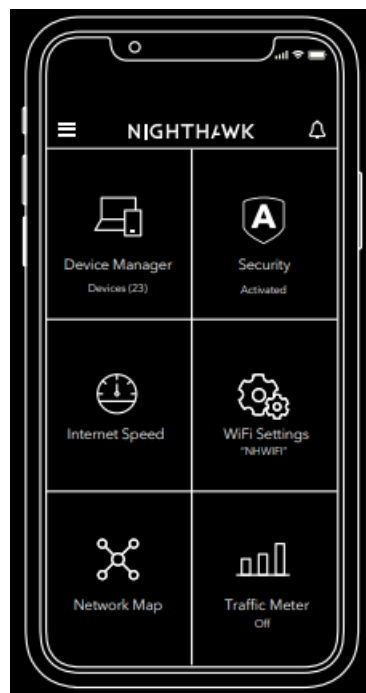 NIGHTHAWK
A
Device Manager
Devices (23)
Security
Activated
Internet Speed
WiFi Settings
"NHWIFI"
Network Map
Traffic Meter
Off